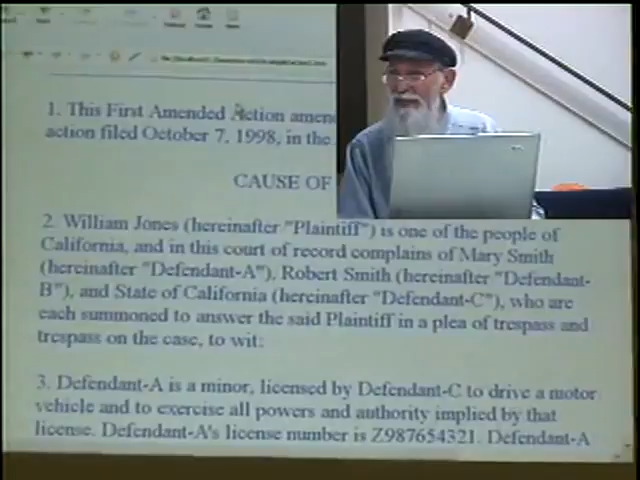 1. This First Amended Action
action filed October 7, 1998, in the
CAUSE OF
2. William Jones (hereinafter "Plaintiff") is one of the people of
California, and in this court of record complains of Mary Smith
(hereinafter "Defendant-A"), Robert Smith (hereinafter "Defendant-
B"), and State of California (hereinafter "Defendant-C"), who are
each summoned to answer the said Plaintiff in a plea of trespass and
trespass on the case, to wit:
3. Defendant-A is a minor, licensed by Defendant-C to drive a motor
vehicle and to exercise all powers and authority implied by that
license. Defendant-A's license number is Z987654321. Defendant-A